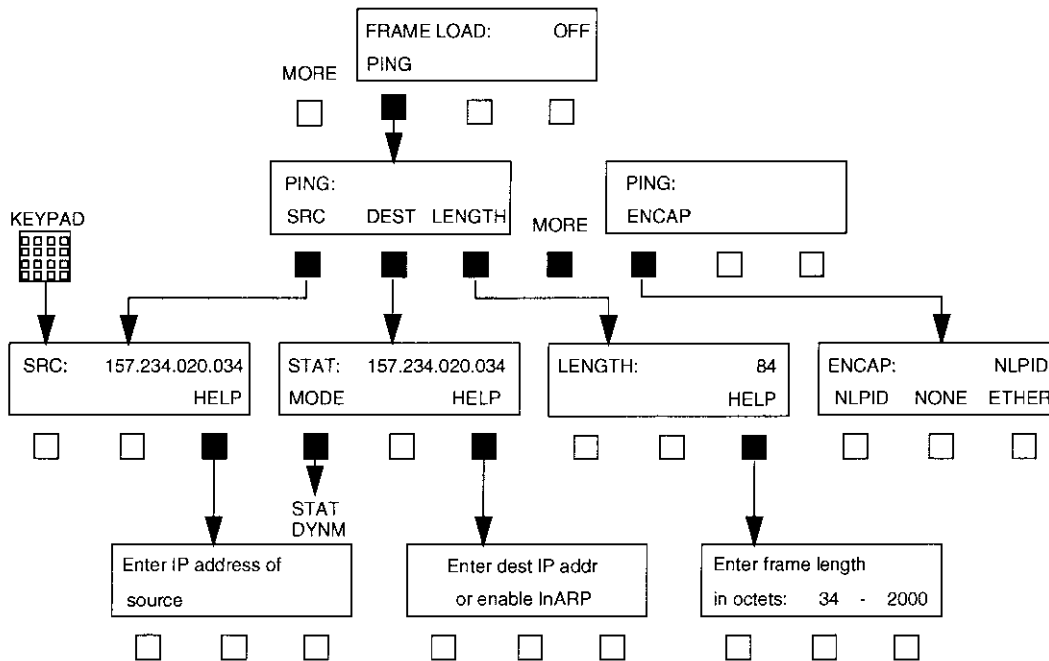 FRAME LOAD: OFF
PING
MORE
PING:
SRC DEST LENGTH
MORE
PING:
ENCAP
KEYPAD
SRC: 157.234.020.034
HELP
STAT: 157.234.020.034
MODE HELP
LENGTH: 84
HELP
ENCAP: NLPID
NLPID NONE ETHER
STAT
DYNM
Enter IP address of
source
Enter dest IP addr
or enable InARP
Enter frame length
in octets: 34 - 2000